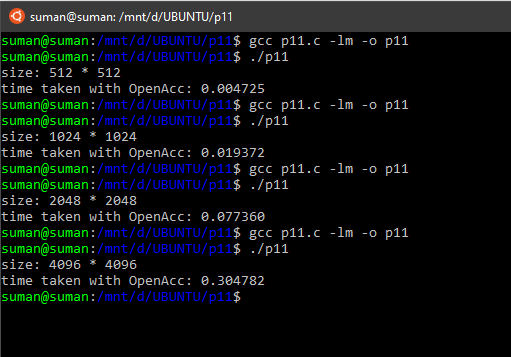 suman@suman: /mnt/d/UBUNTU/p11
suman@suman:/mnt/d/UBUNTU/p11$ gcc p11.c -lm -o p11
suman@suman:/mnt/d/UBUNTU/p11$ ./p11
size: 512 * 512
time taken with OpenAcc: 0.004725
suman@suman:/mnt/d/UBUNTU/p11$ gcc p11.c -lm -o p11
suman@suman:/mnt/d/UBUNTU/p11$ ./p11
size: 1024 * 1024
time taken with OpenAcc: 0.019372
suman@suman:/mnt/d/UBUNTU/p11$ gcc p11.c -lm -o p11
suman@suman:/mnt/d/UBUNTU/p11$ ./p11
size: 2048 * 2048
time taken with OpenAcc: 0.077360
suman@suman:/mnt/d/UBUNTU/p11$ gcc p11.c -lm -o p11
suman@suman:/mnt/d/UBUNTU/p11$ ./p11
size: 4096 * 4096
time taken with OpenAcc: 0.304782
suman@suman:/mnt/d/UBUNTU/p11$